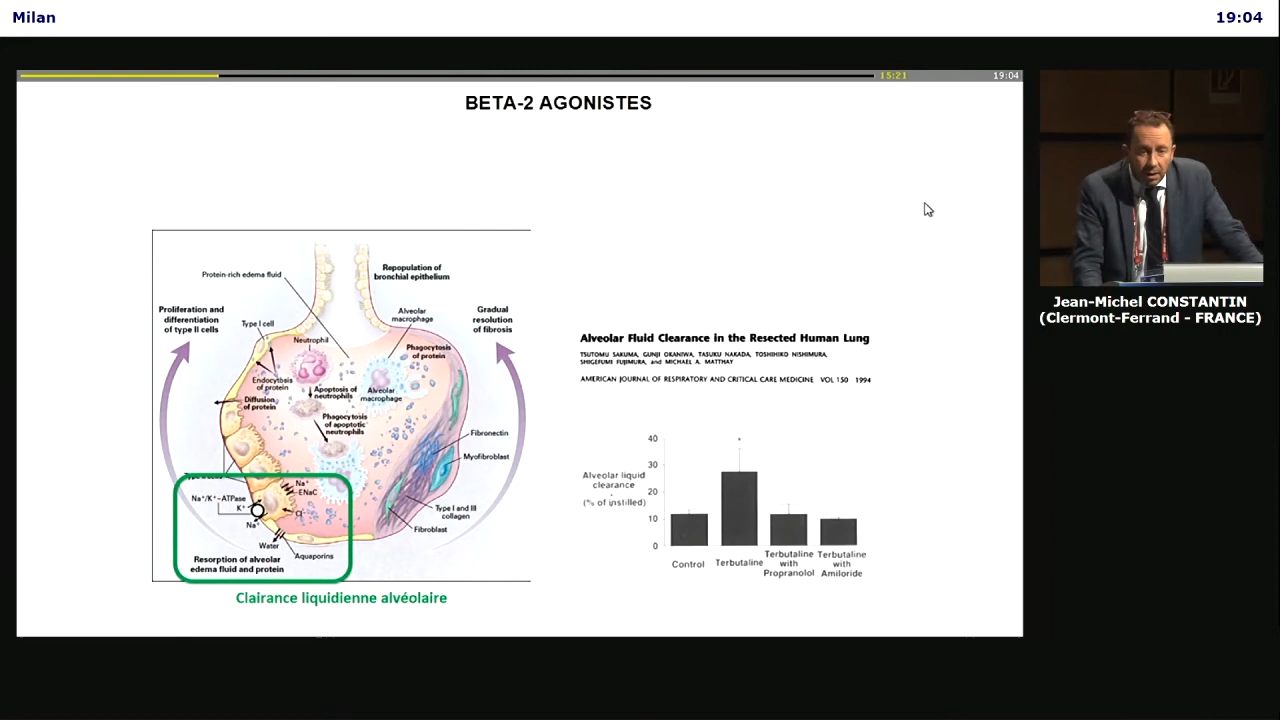 Milan
19:04
15:21
19:04
BETA-2 AGONISTES
Protein-rich edema fluid
Repopulation of
bronchial epithelium
Proliferation and
differentiation
of type II cells
Type I cell
Neutrophil
Alveolar
macrophage
Gradual
resolution
of fibrosis
Phagocytosis
of protein
Endocytosis
of protein
Apoptosis of
neutrophils
Alveolar
macrophage
Diffusion
of protein
Phagocytosis
of apoptotic
neutrophils
Fibronectin
Myofibroblast
Na+
ENaC
Na+/K+-ATPase
K+
Cl-
Na+
Type I and III
collagen
Fibroblast
Water
Aquaporins
Resorption of alveolar
edema fluid and protein
Clairance liquidienne alvéolaire
Alveolar Fluid Clearance in the Resected Human Lung
TSUTOMU SAKUMA, GUNJI OKANIWA, TASUKU NAKADA, TOSHIHIKO NISHIMURA,
SHIGEFUMI FUJIMURA, and MICHAEL A. MATTHAY
AMERICAN JOURNAL OF RESPIRATORY AND CRITICAL CARE MEDICINE VOL 150 1994
40
30
20
10
0
*
Alveolar liquid
clearance
(% of instilled)
Control
Terbutaline
Terbutaline
with
Propranolol
Terbutaline
with
Amiloride
Jean-Michel CONSTANTIN
(Clermont-Ferrand - FRANCE)